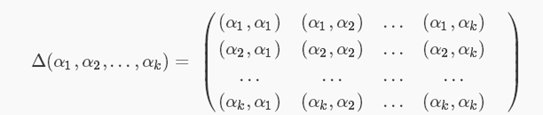 (α₁, α₁) (α₁, α₂) … (α₁, αₖ)
Δ(α₁, α₂, …, αₖ) = (α₂, α₁) (α₂, α₂) … (α₂, αₖ)
… … … …
(αₖ, α₁) (αₖ, α₂) … (αₖ, αₖ)